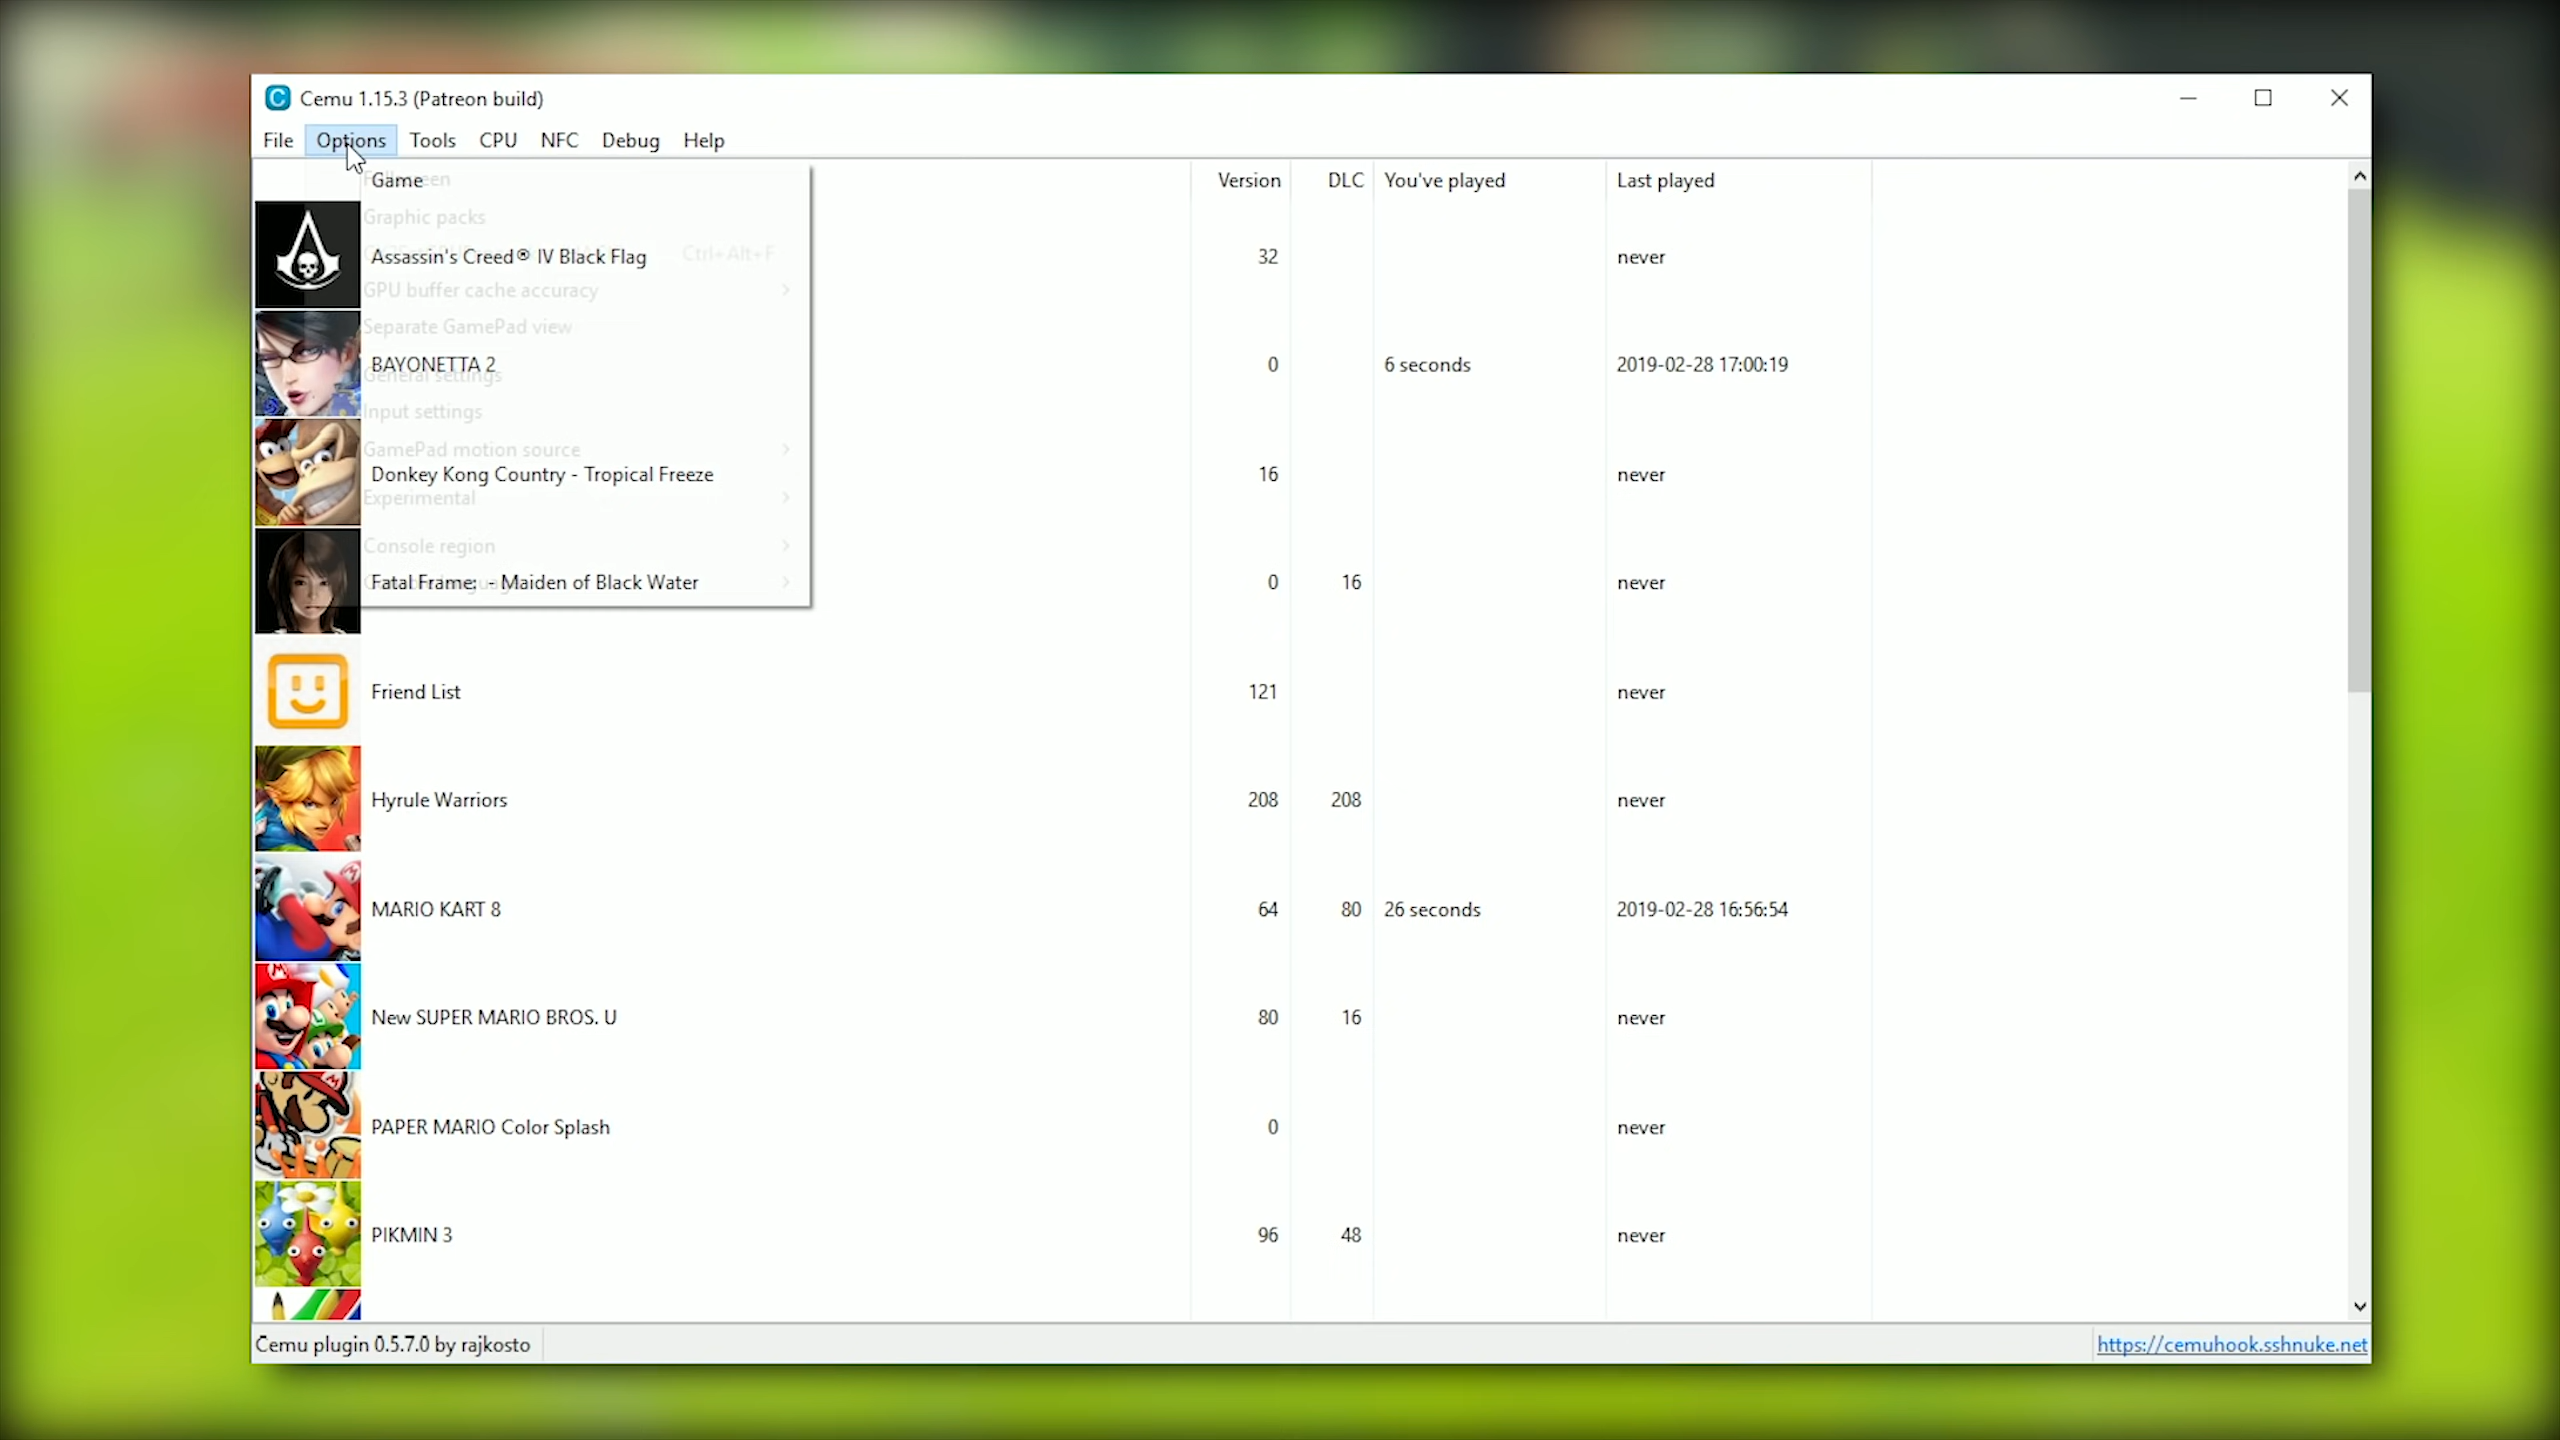 Cemu 1.15.3 (Patreon build)
File Options Tools CPU NFC Debug Help
Fullscreen
Game Version DLC You've played Last played
Graphic packs
Ctrl+Alt+F
Assassin's Creed® IV Black Flag 32 never
GPU buffer cache accuracy
Separate GamePad view
BAYONETTA 2 0 6 seconds 2019-02-28 17:00:19
General settings
Input settings
GamePad motion source
Donkey Kong Country - Tropical Freeze 16 never
Experimental
Console region
Fatal Frame: - Maiden of Black Water 0 16 never
Friend List 121 never
Hyrule Warriors 208 208 never
MARIO KART 8 64 80 26 seconds 2019-02-28 16:56:54
New SUPER MARIO BROS. U 80 16 never
PAPER MARIO Color Splash 0 never
PIKMIN 3 96 48 never
Cemu plugin 0.5.7.0 by rajkosto https://cemuhook.sshnuke.net